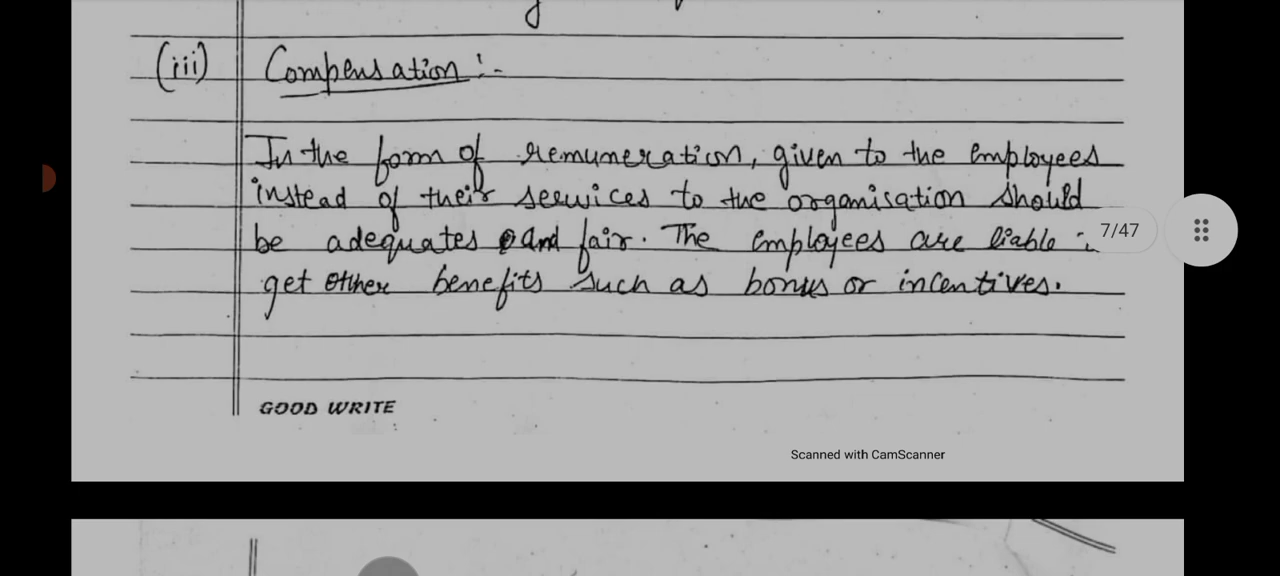 (iii) Compensation :-
In the form of remuneration, given to the employees
instead of their services to the organisation should
be adequates and fair. The employees are liable
7/47
get other benefits such as bonus or incentives.
GOOD WRITE
Scanned with CamScanner